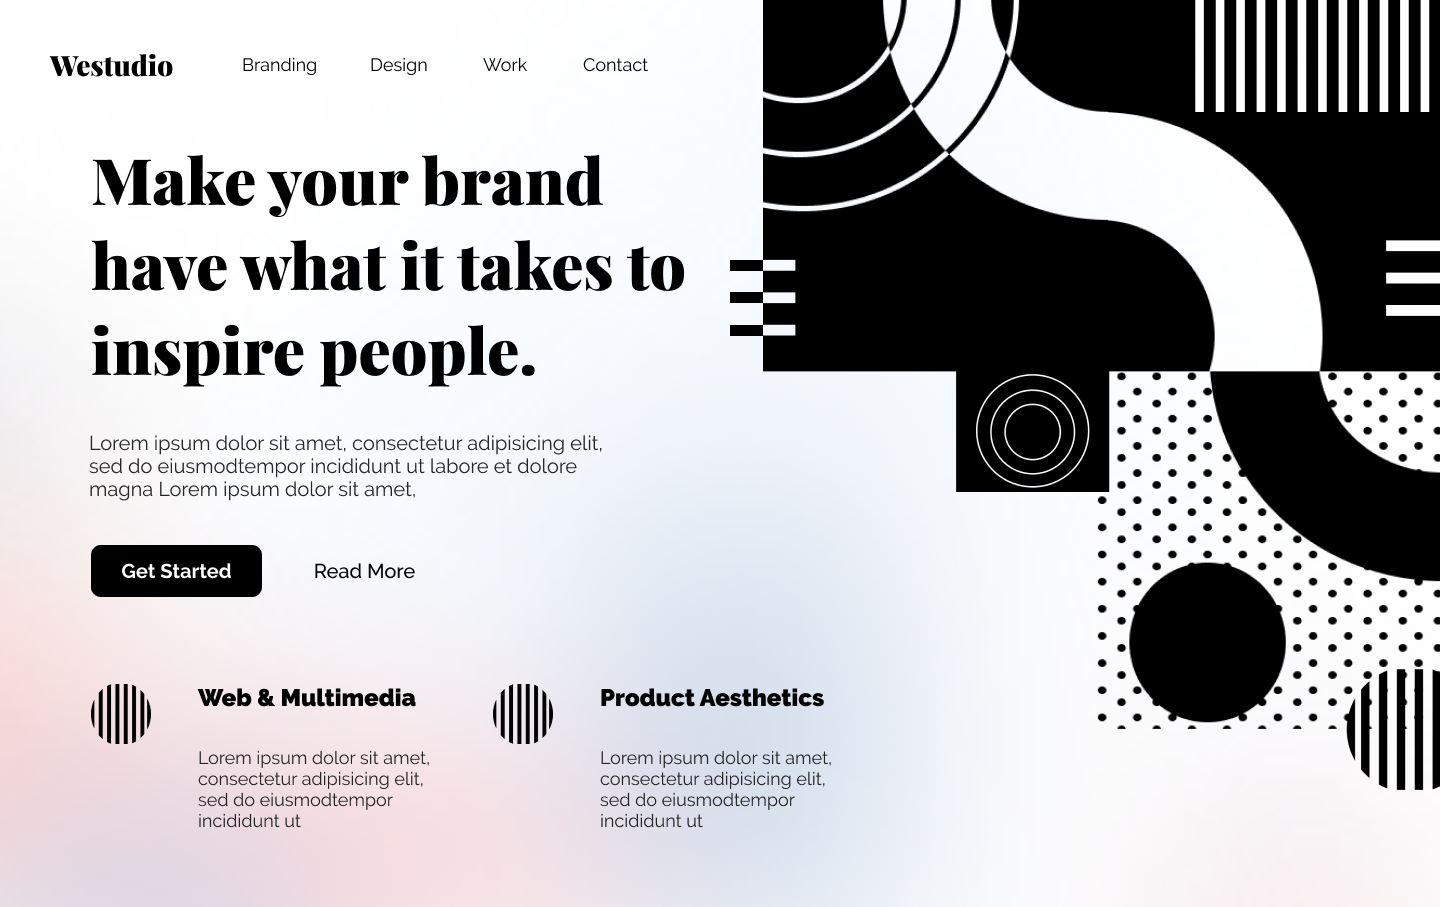 Westudio Branding Design Work Contact
Make your brand
have what it takes to
inspire people.
Lorem ipsum dolor sit amet, consectetur adipisicing elit,
sed do eiusmodtempor incididunt ut labore et dolore
magna Lorem ipsum dolor sit amet,
Get Started Read More
Web & Multimedia
Lorem ipsum dolor sit amet,
consectetur adipisicing elit,
sed do eiusmodtempor
incididunt ut
Product Aesthetics
Lorem ipsum dolor sit amet,
consectetur adipisicing elit,
sed do eiusmodtempor
incididunt ut